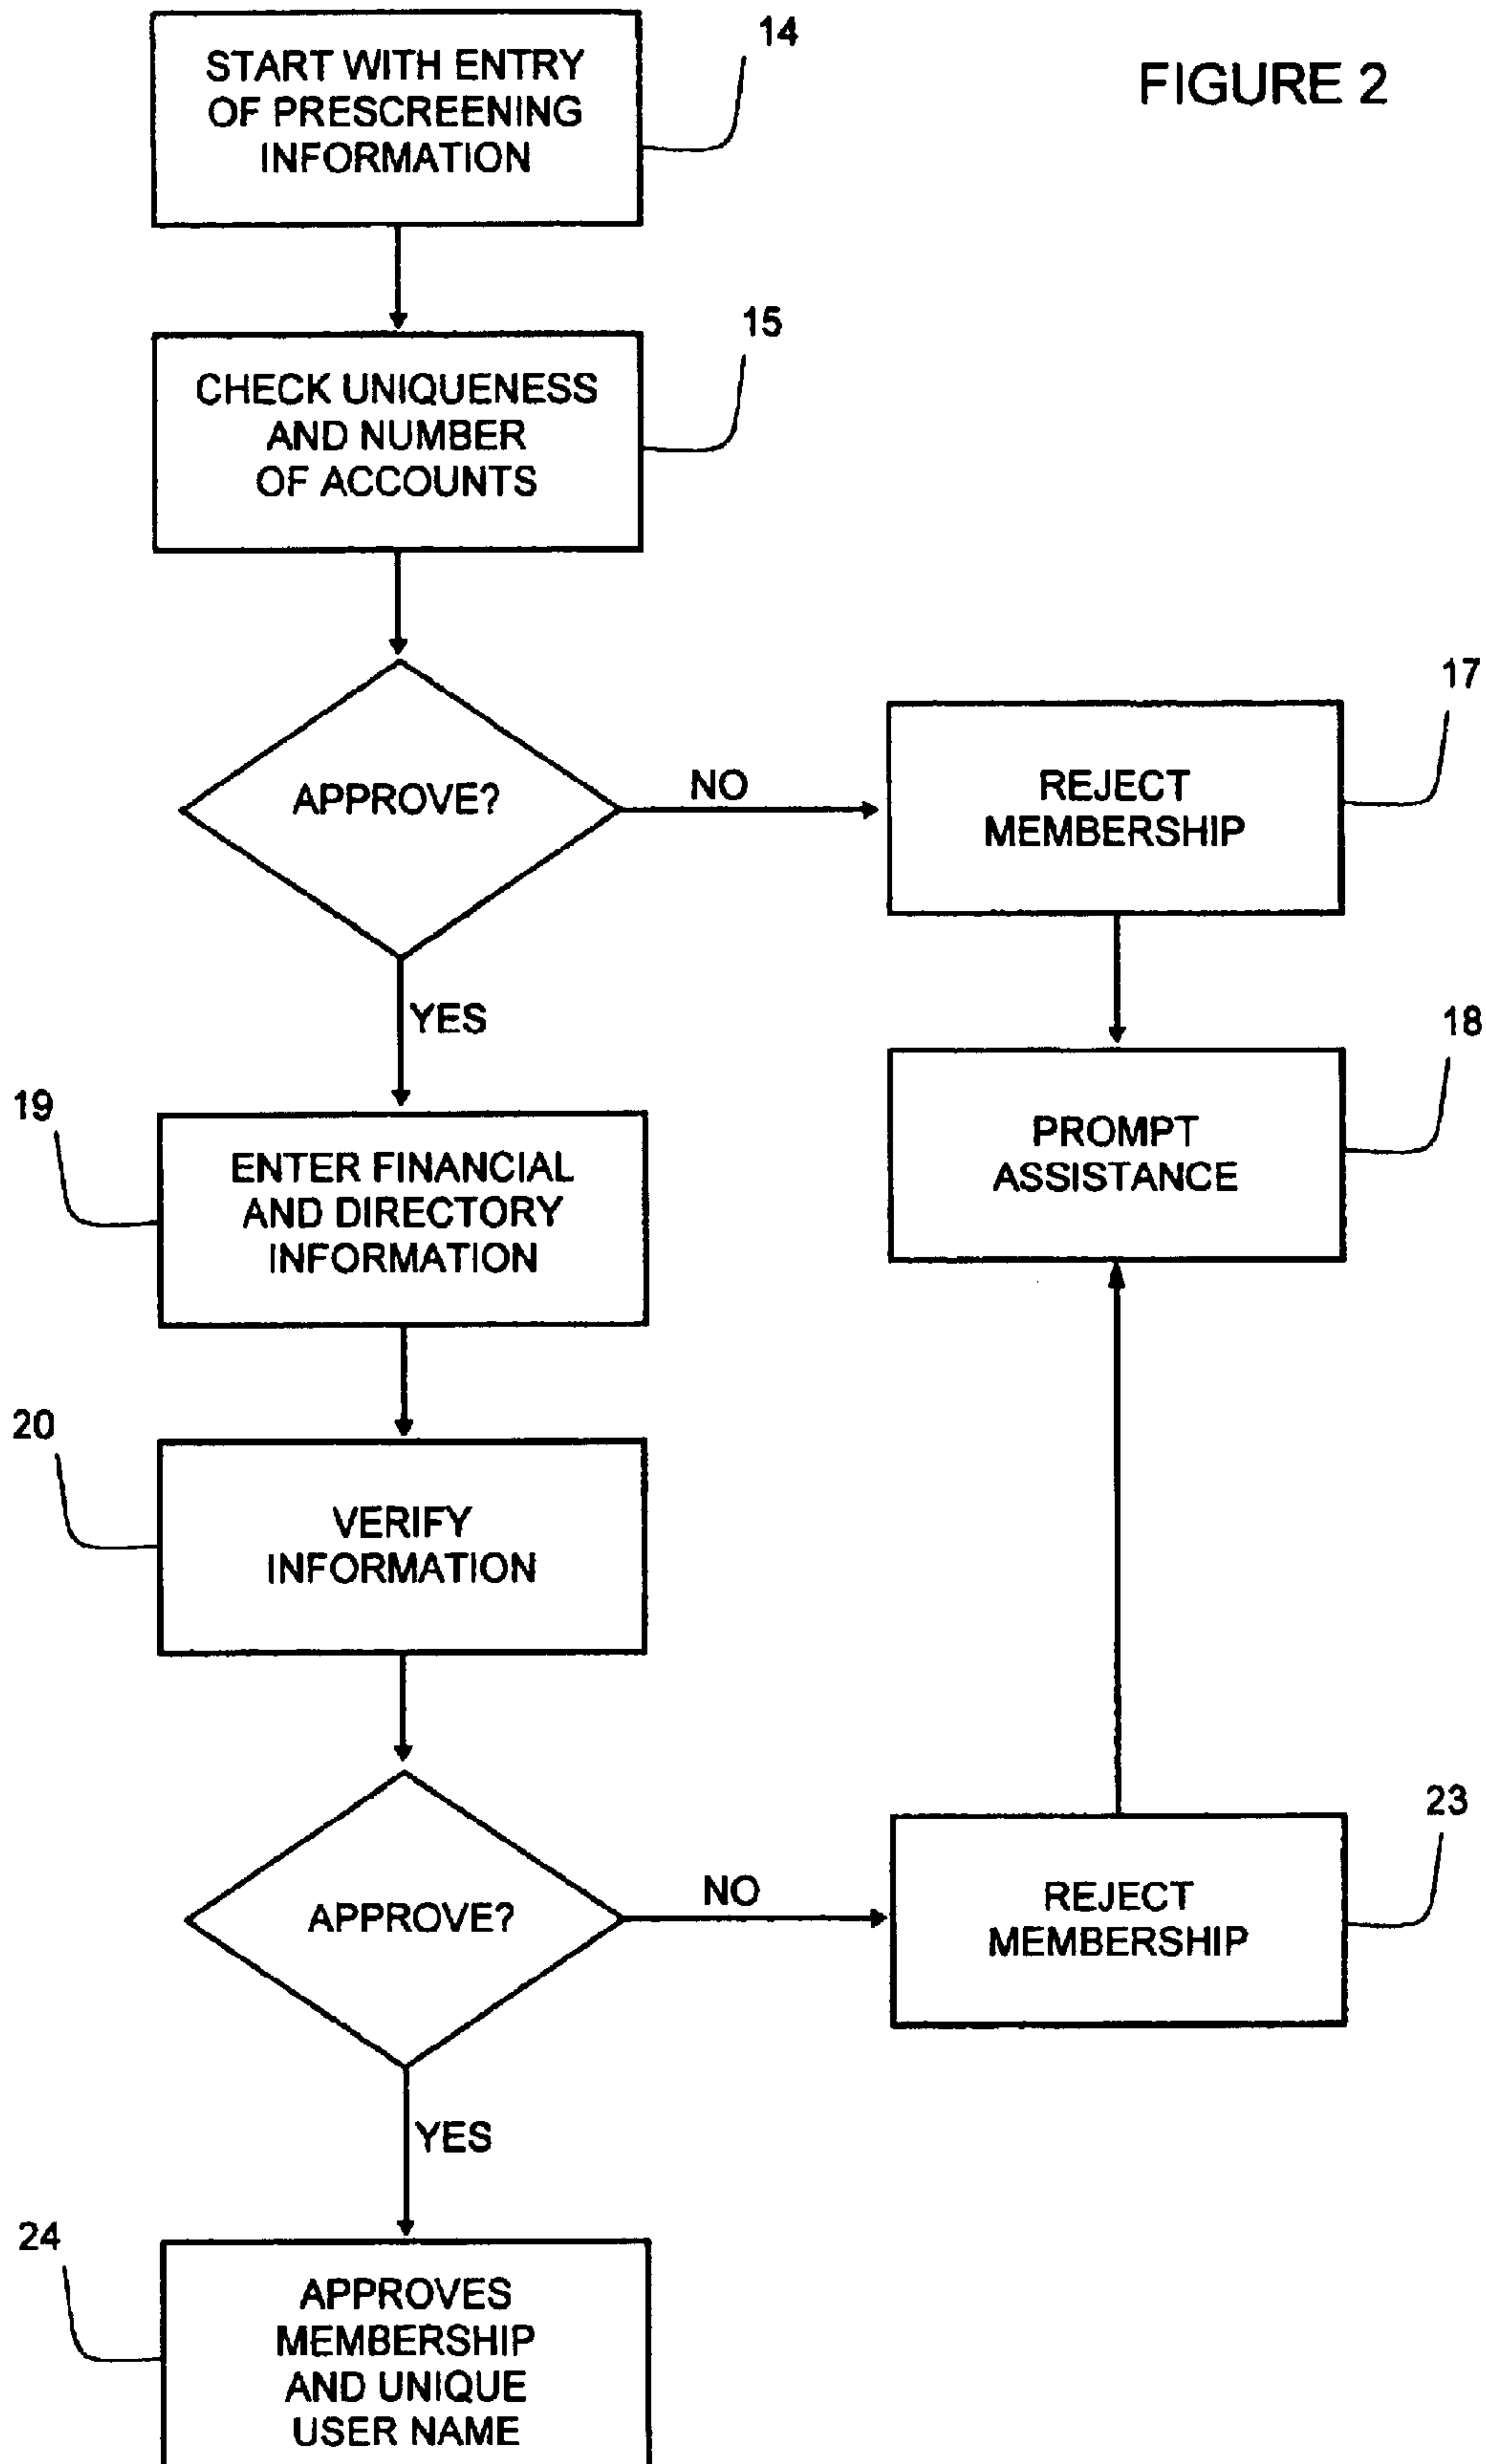 FIGURE 2
14
START WITH ENTRY
OF PRESCREENING
INFORMATION
15
CHECK UNIQUENESS
AND NUMBER
OF ACCOUNTS
APPROVE?
NO
17
REJECT
MEMBERSHIP
YES
18
PROMPT
ASSISTANCE
19
ENTER FINANCIAL
AND DIRECTORY
INFORMATION
20
VERIFY
INFORMATION
APPROVE?
NO
23
REJECT
MEMBERSHIP
YES
24
APPROVES
MEMBERSHIP
AND UNIQUE
USER NAME